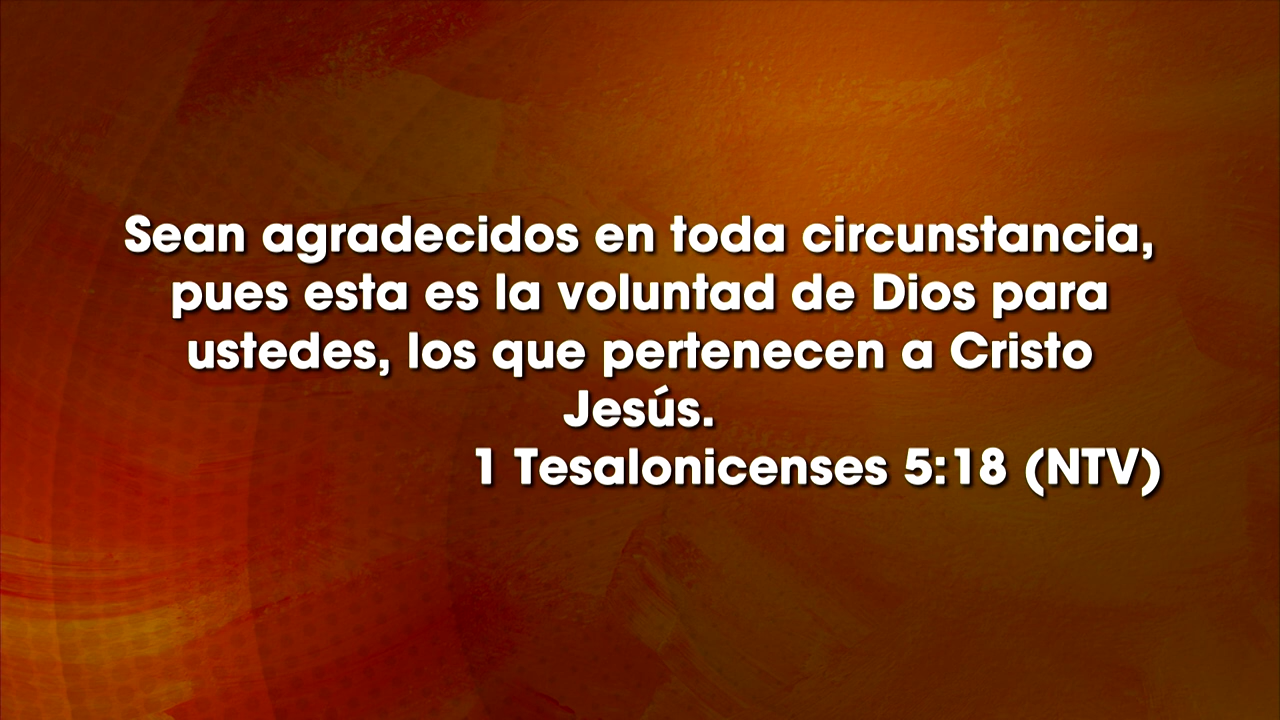 Sean agradecidos en toda circunstancia,
pues esta es la voluntad de Dios para
ustedes, los que pertenecen a Cristo
Jesús.
1 Tesalonicenses 5:18 (NTV)